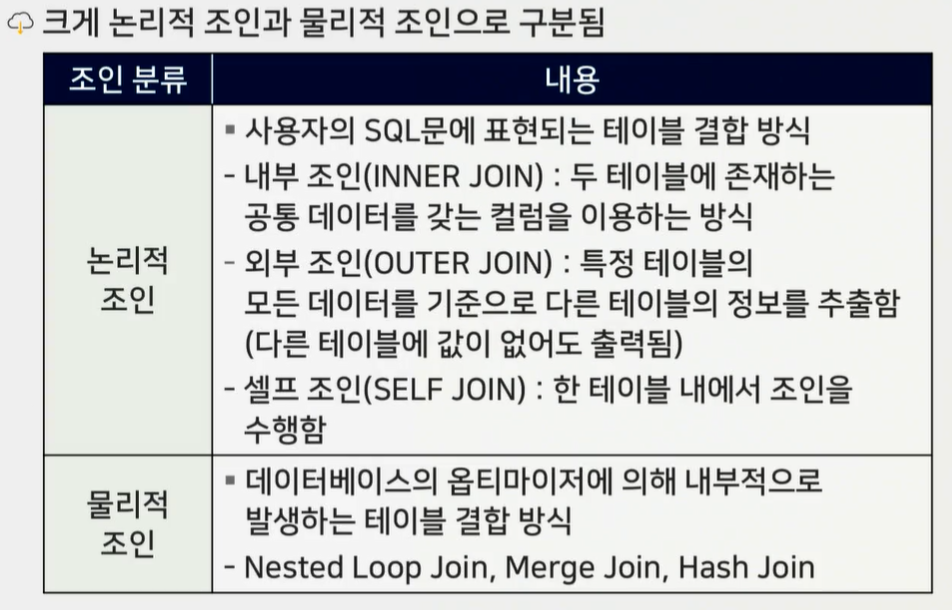 크게 논리적 조인과 물리적 조인으로 구분됨
조인 분류
내용
논리적
조인
▪ 사용자의 SQL문에 표현되는 테이블 결합 방식
- 내부 조인(INNER JOIN) : 두 테이블에 존재하는
공통 데이터를 갖는 컬럼을 이용하는 방식
- 외부 조인(OUTER JOIN) : 특정 테이블의
모든 데이터를 기준으로 다른 테이블의 정보를 추출함
(다른 테이블에 값이 없어도 출력됨)
- 셀프 조인(SELF JOIN) : 한 테이블 내에서 조인을
수행함
물리적
조인
▪ 데이터베이스의 옵티마이저에 의해 내부적으로
발생하는 테이블 결합 방식
- Nested Loop Join, Merge Join, Hash Join